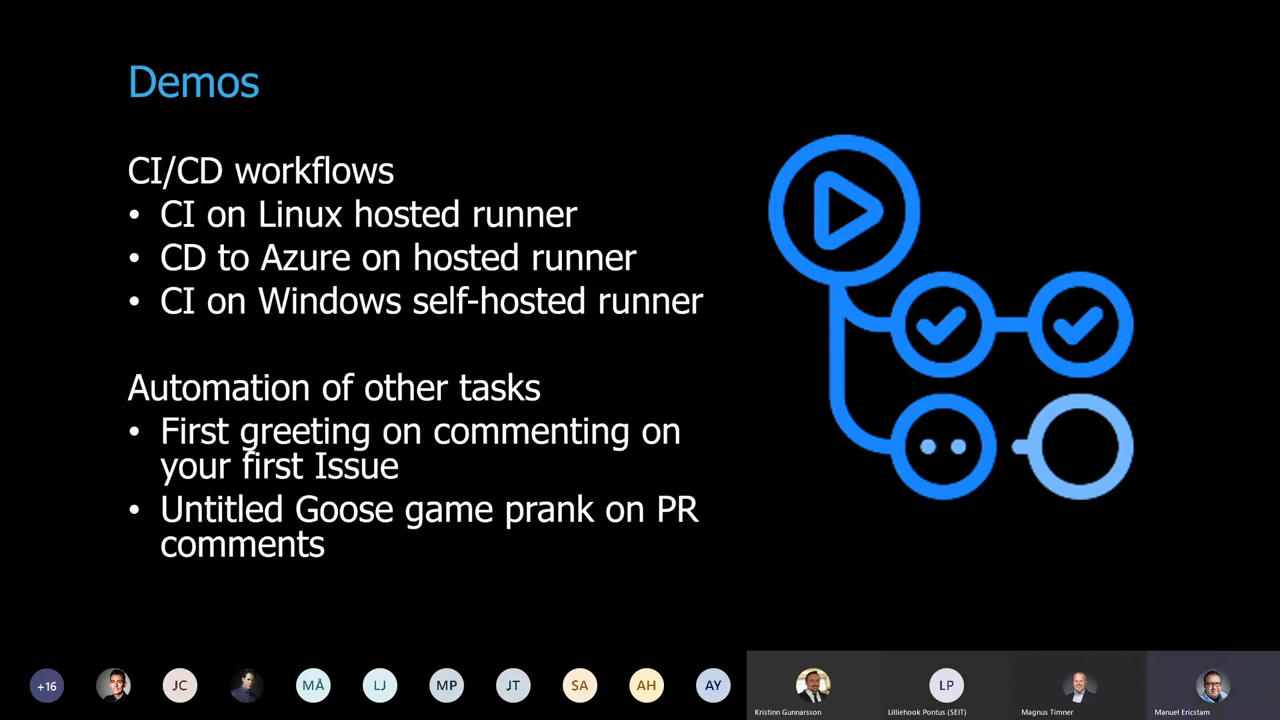 Demos
CI/CD workflows
• CI on Linux hosted runner
• CD to Azure on hosted runner
• CI on Windows self-hosted runner
Automation of other tasks
• First greeting on commenting on
your first Issue
• Untitled Goose game prank on PR
comments
+16
JC
MÅ
LJ
MP
JT
SA
AH
AY
LP
Kristinn Gunnarsson
Lilliehook Pontus (SEIT)
Magnus Timner
Manuel Ericstam